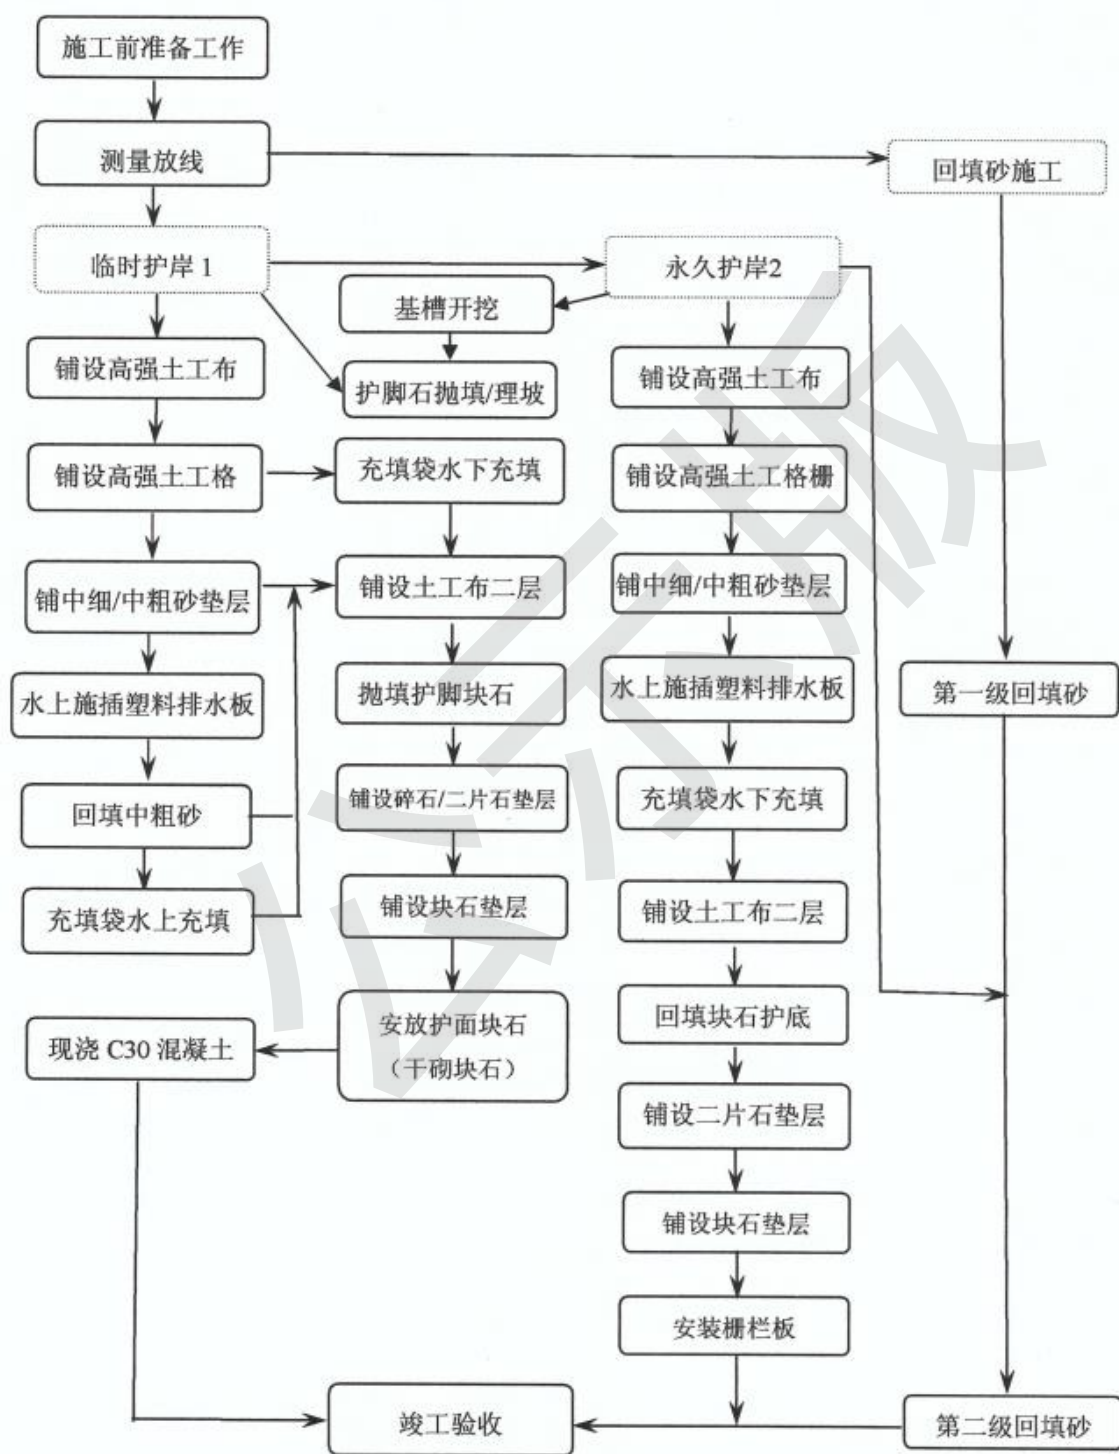 施工前准备工作
测量放线
回填砂施工
临时护岸 1
永久护岸2
基槽开挖
铺设高强土工布
护脚石抛填/理坡
铺设高强土工布
铺设高强土工格
充填袋水下充填
铺设高强土工格栅
铺中细/中粗砂垫层
铺设土工布二层
铺中细/中粗砂垫层
水上施插塑料排水板
抛填护脚块石
水上施插塑料排水板
第一级回填砂
回填中粗砂
铺设碎石/二片石垫层
充填袋水下充填
充填袋水上充填
铺设块石垫层
铺设土工布二层
现浇 C30 混凝土
安放护面块石
（干砌块石）
回填块石护底
铺设二片石垫层
铺设块石垫层
安装栅栏板
竣工验收
第二级回填砂
公示版